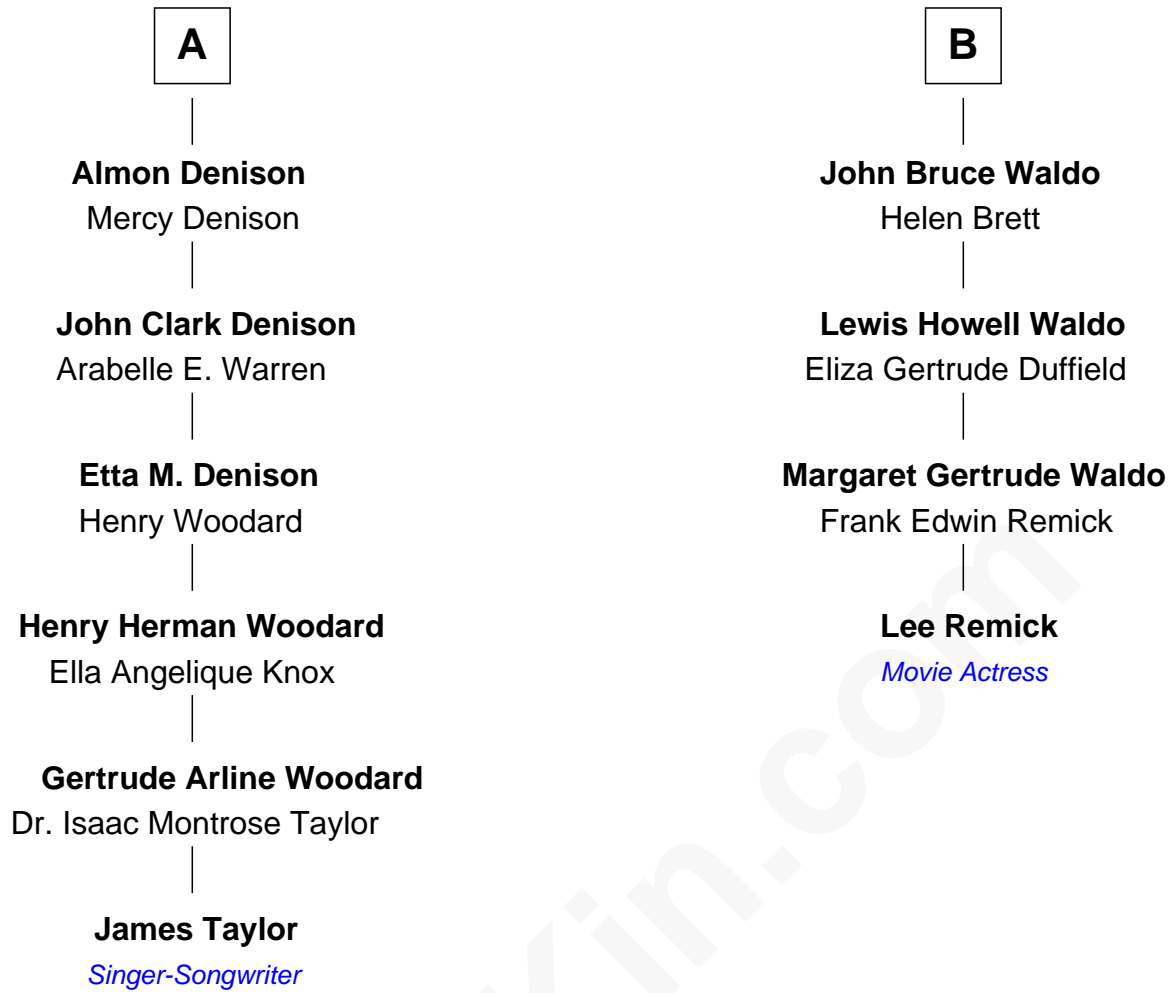 A
Almon Denison
Mercy Denison
John Clark Denison
Arabelle E. Warren
Etta M. Denison
Henry Woodard
Henry Herman Woodard
Ella Angelique Knox
Gertrude Arline Woodard
Dr. Isaac Montrose Taylor
James Taylor
Singer-Songwriter
B
John Bruce Waldo
Helen Brett
Lewis Howell Waldo
Eliza Gertrude Duffield
Margaret Gertrude Waldo
Frank Edwin Remick
Lee Remick
Movie Actress
Kin.com